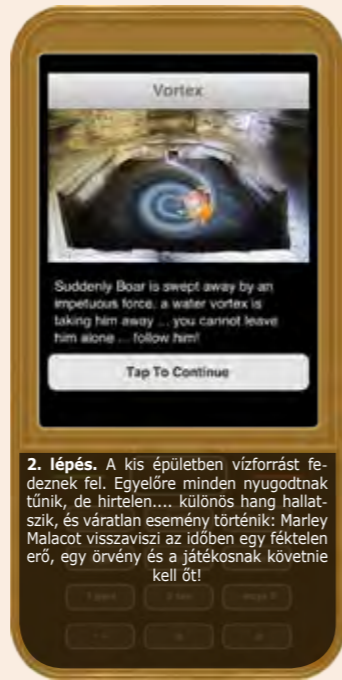 Vortex
Suddenly Boar is swept away by an
impetuous force, a water vortex is
taking him away ... you cannot leave
him alone ... follow him!
Tap To Continue
2. lépés. A kis épületben vízforrást fe-
deznek fel. Egyelőre minden nyugodtnak
tűnik, de hirtelen.... különös hang hallat-
szik, és váratlan esemény történik: Marley
Malacot visszaviszi az időben egy féktelen
erő, egy örvény és a játékosnak követnie
kell őt!